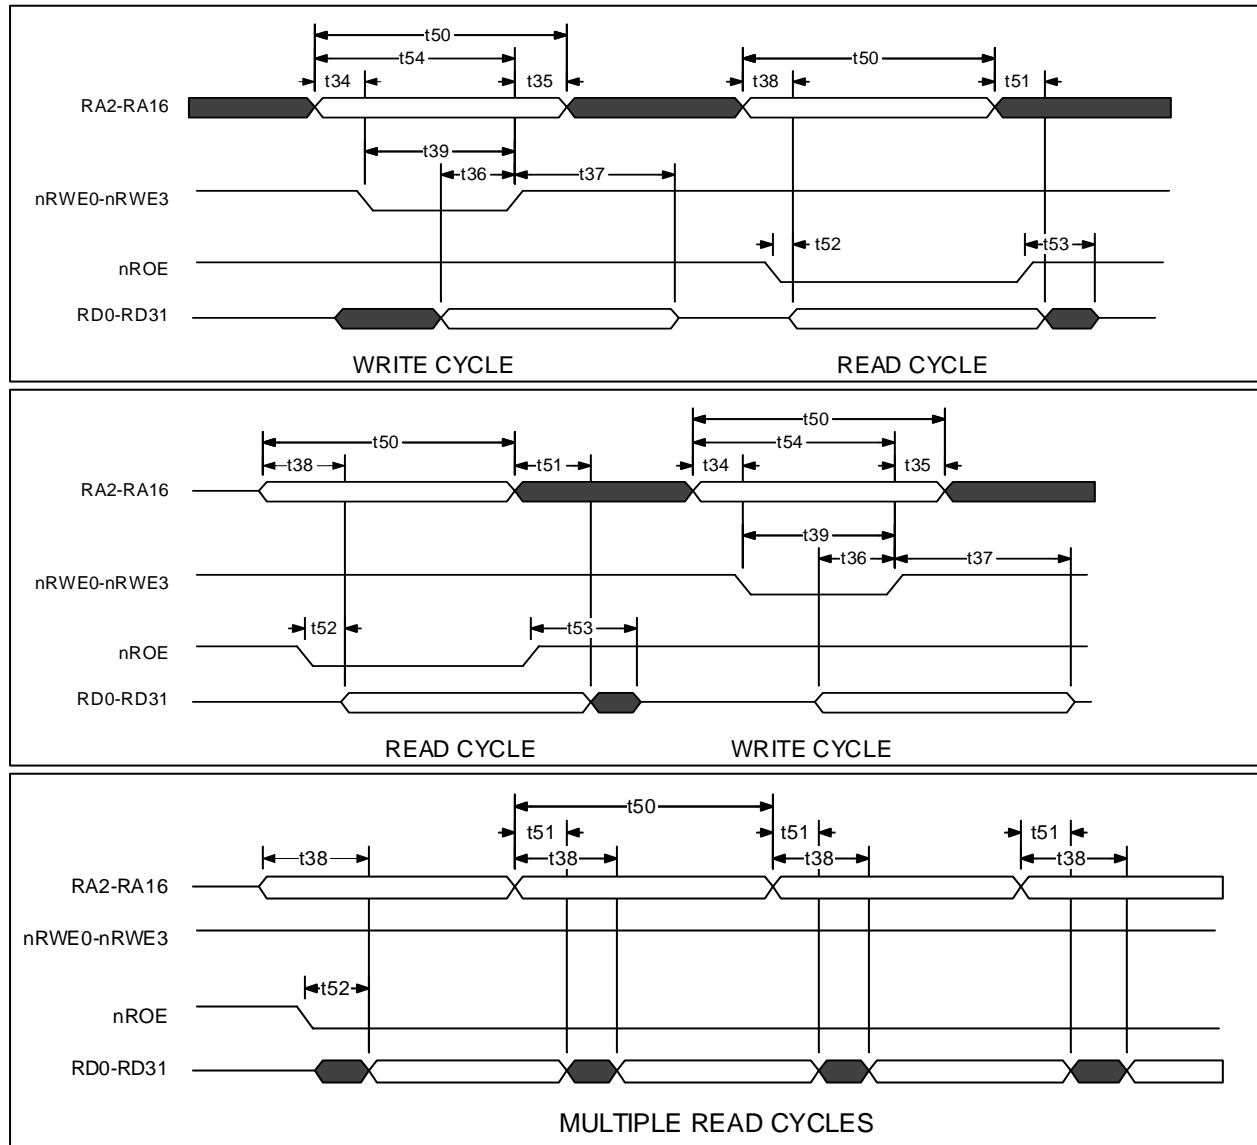 t50
t54
t50
t34
t35
t38
t51
RA2-RA16
t39
t36
t37
nRWE0-nRWE3
t52
t53
nROE
RD0-RD31
WRITE CYCLE
READ CYCLE
t50
t50
t54
t38
t51
t34
t35
RA2-RA16
t39
t36
t37
nRWE0-nRWE3
t52
t53
nROE
RD0-RD31
READ CYCLE
WRITE CYCLE
t50
t51
t51
t51
t38
t38
t38
t38
RA2-RA16
nRWE0-nRWE3
t52
nROE
RD0-RD31
MULTIPLE READ CYCLES